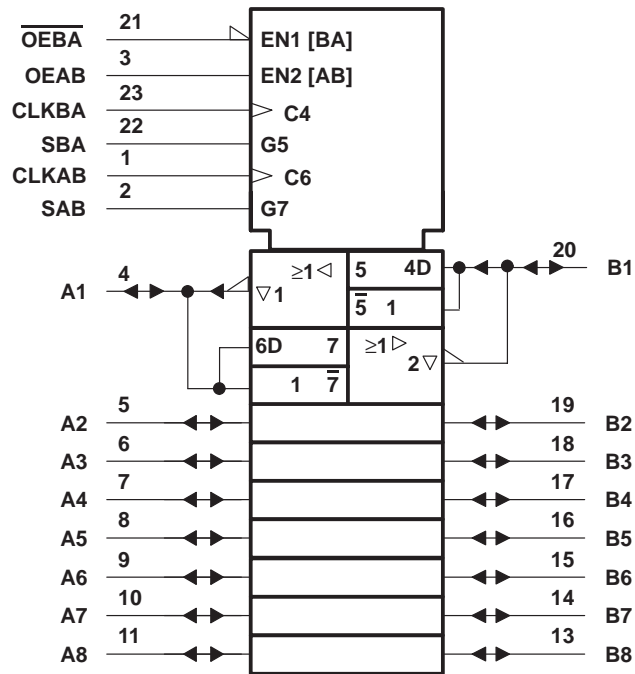 21
OEBA EN1 [BA]
3
OEAB EN2 [AB]
23
CLKBA C4
22
SBA G5
1
CLKAB C6
2
SAB G7
4 ≥1◁ 5 4D 20
A1 ▽1 B1
5̅ 1
6D 7 ≥1▷
2▽
1 7̅
5 19
A2 B2
6 18
A3 B3
7 17
A4 B4
8 16
A5 B5
9 15
A6 B6
10 14
A7 B7
11 13
A8 B8